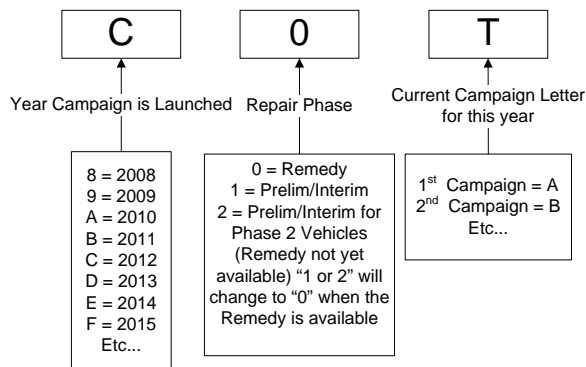 C
0
T
Year Campaign is Launched
Repair Phase
Current Campaign Letter
for this year
8 = 2008
9 = 2009
A = 2010
B = 2011
C = 2012
D = 2013
E = 2014
F = 2015
Etc...
0 = Remedy
1 = Prelim/Interim
2 = Prelim/Interim for
Phase 2 Vehicles
(Remedy not yet
available) “1 or 2” will
change to “0” when the
Remedy is available
1st Campaign = A
2nd Campaign = B
Etc...